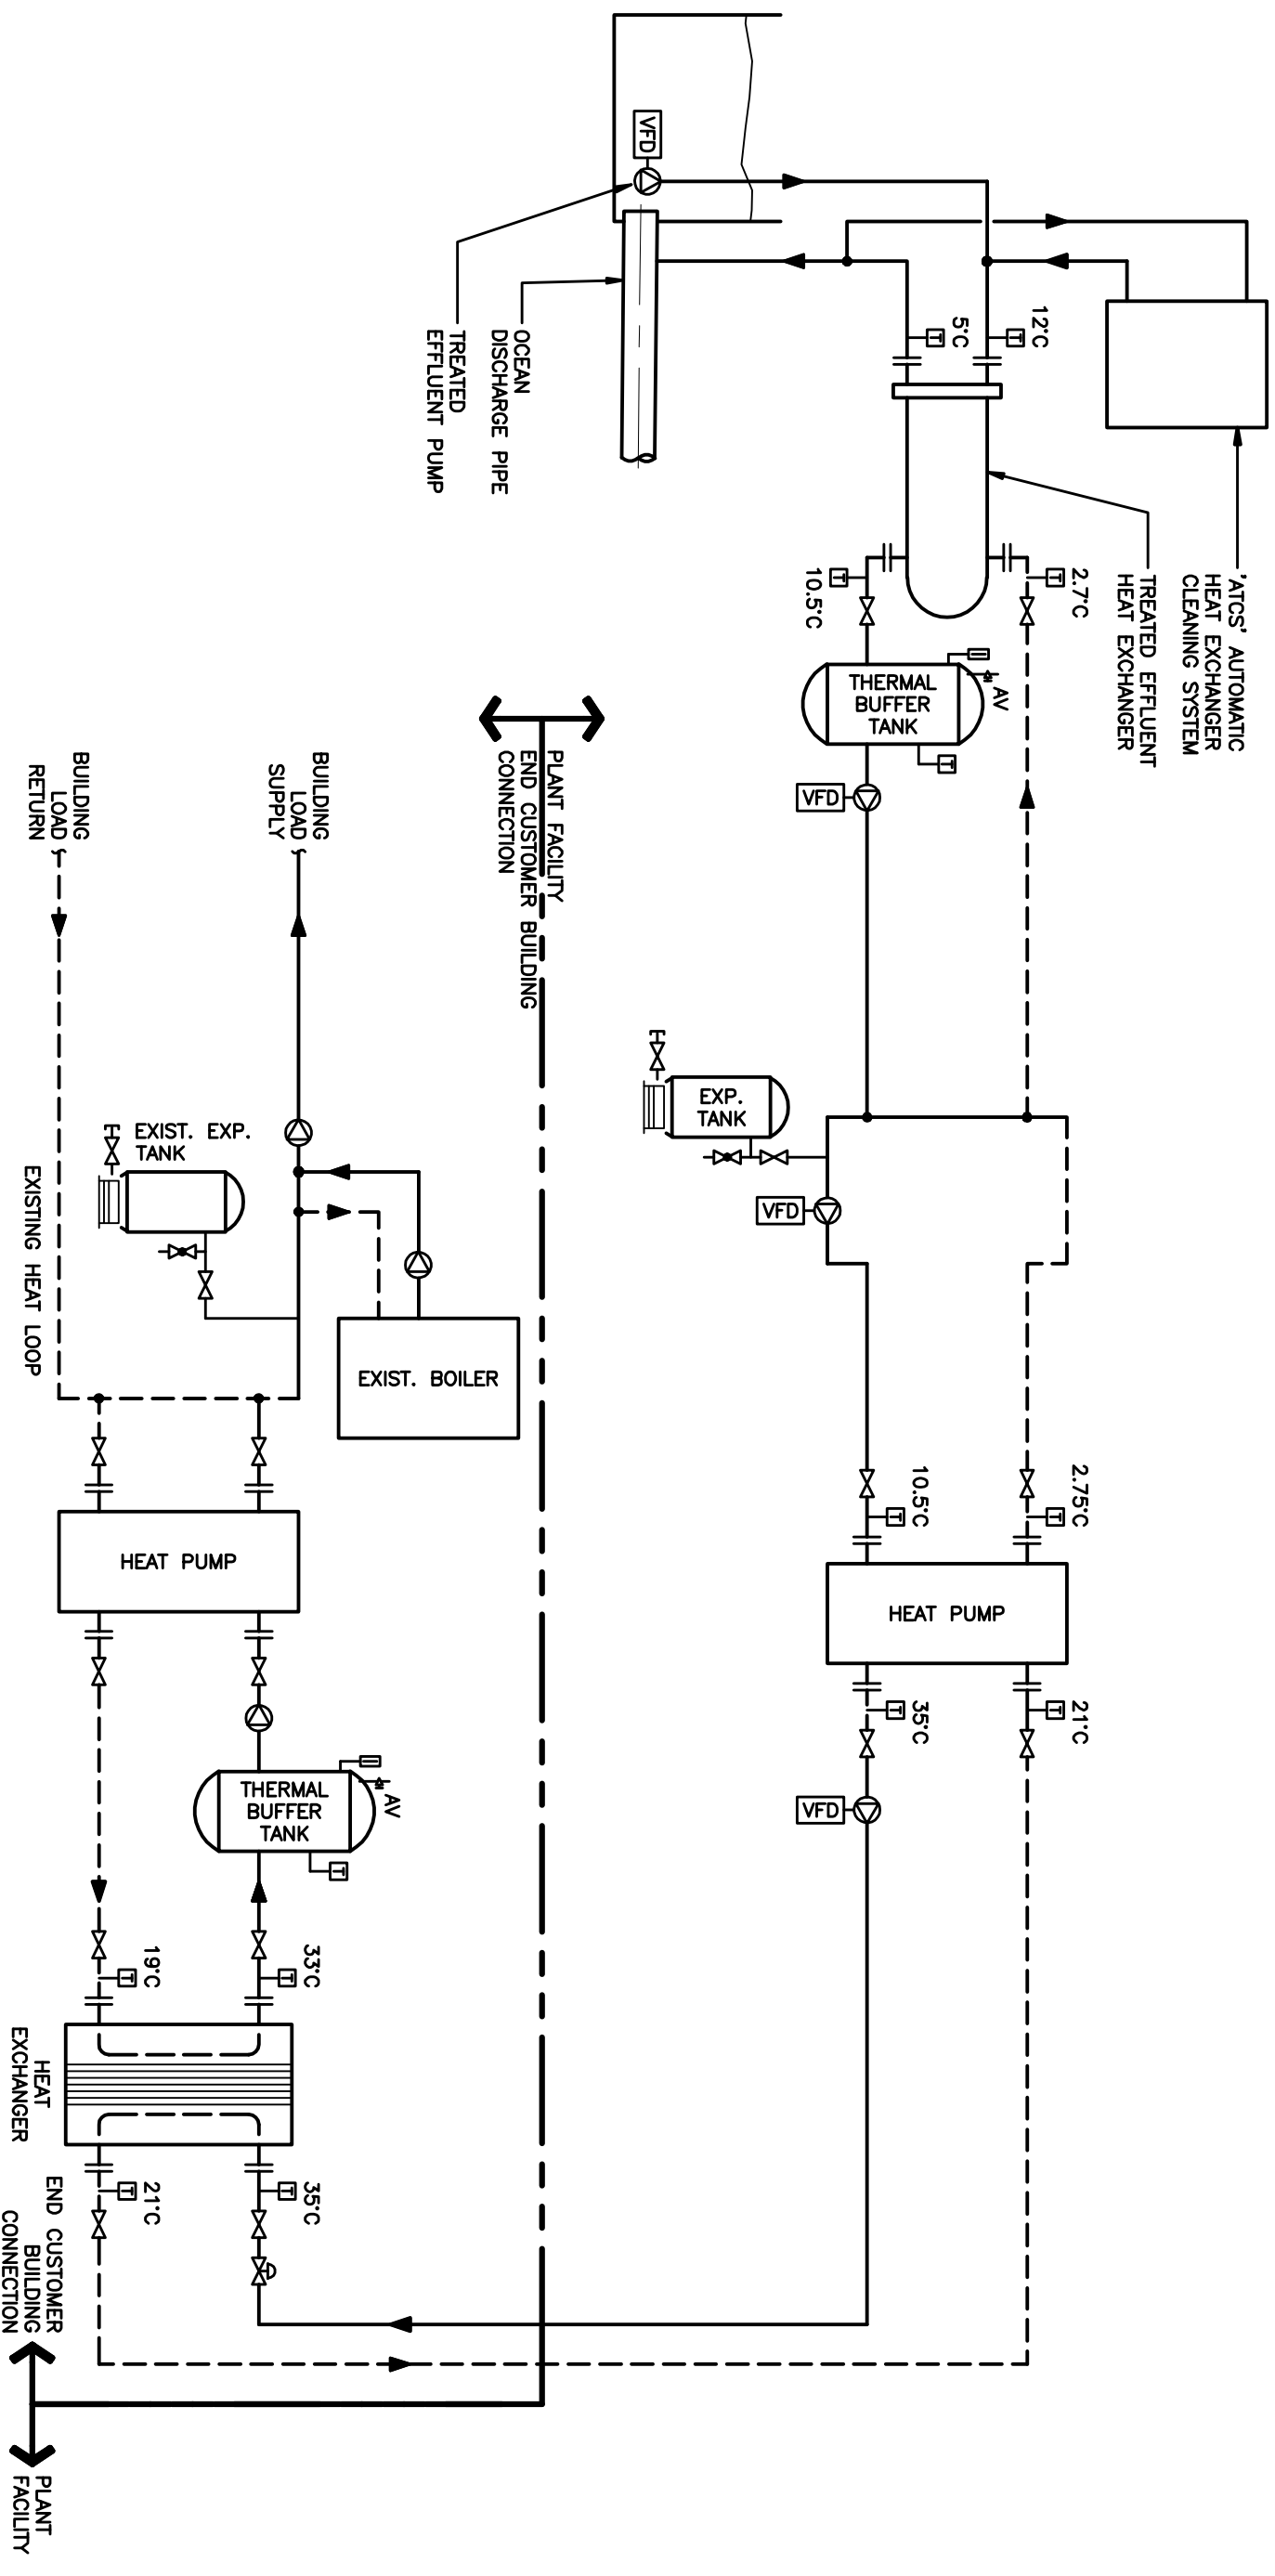 'ATCS' AUTOMATIC
HEAT EXCHANGER
CLEANING SYSTEM
TREATED EFFLUENT
HEAT EXCHANGER
12°C
5°C
2.7°C
10.5°C
AV
THERMAL
BUFFER
TANK
T
T
T
T
T
VFD
VFD
OCEAN
DISCHARGE PIPE
TREATED
EFFLUENT PUMP
EXP.
TANK
VFD
2.75°C
10.5°C
T
T
HEAT PUMP
21°C
35°C
T
T
VFD
PLANT FACILITY
END CUSTOMER BUILDING
CONNECTION
BUILDING
LOAD
SUPPLY
BUILDING
LOAD
RETURN
EXIST. EXP.
TANK
EXISTING HEAT LOOP
EXIST. BOILER
HEAT PUMP
AV
THERMAL
BUFFER
TANK
T
33°C
19°C
T
T
HEAT
EXCHANGER
35°C
21°C
T
T
END CUSTOMER
BUILDING
CONNECTION
PLANT
FACILITY